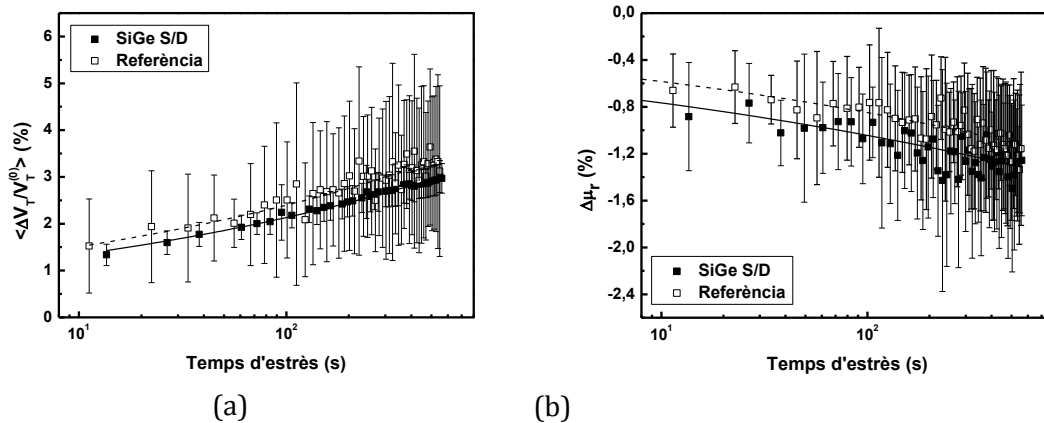 6
5
4
3
2
1
0
<ΔV_T/V_T^(0)> (%)
SiGe S/D
Referència
10^1
10^2
Temps d'estrès (s)
(a)
0,0
-0,4
-0,8
-1,2
-1,6
-2,0
-2,4
Δμ_r (%)
SiGe S/D
Referència
10^1
10^2
Temps d'estrès (s)
(b)